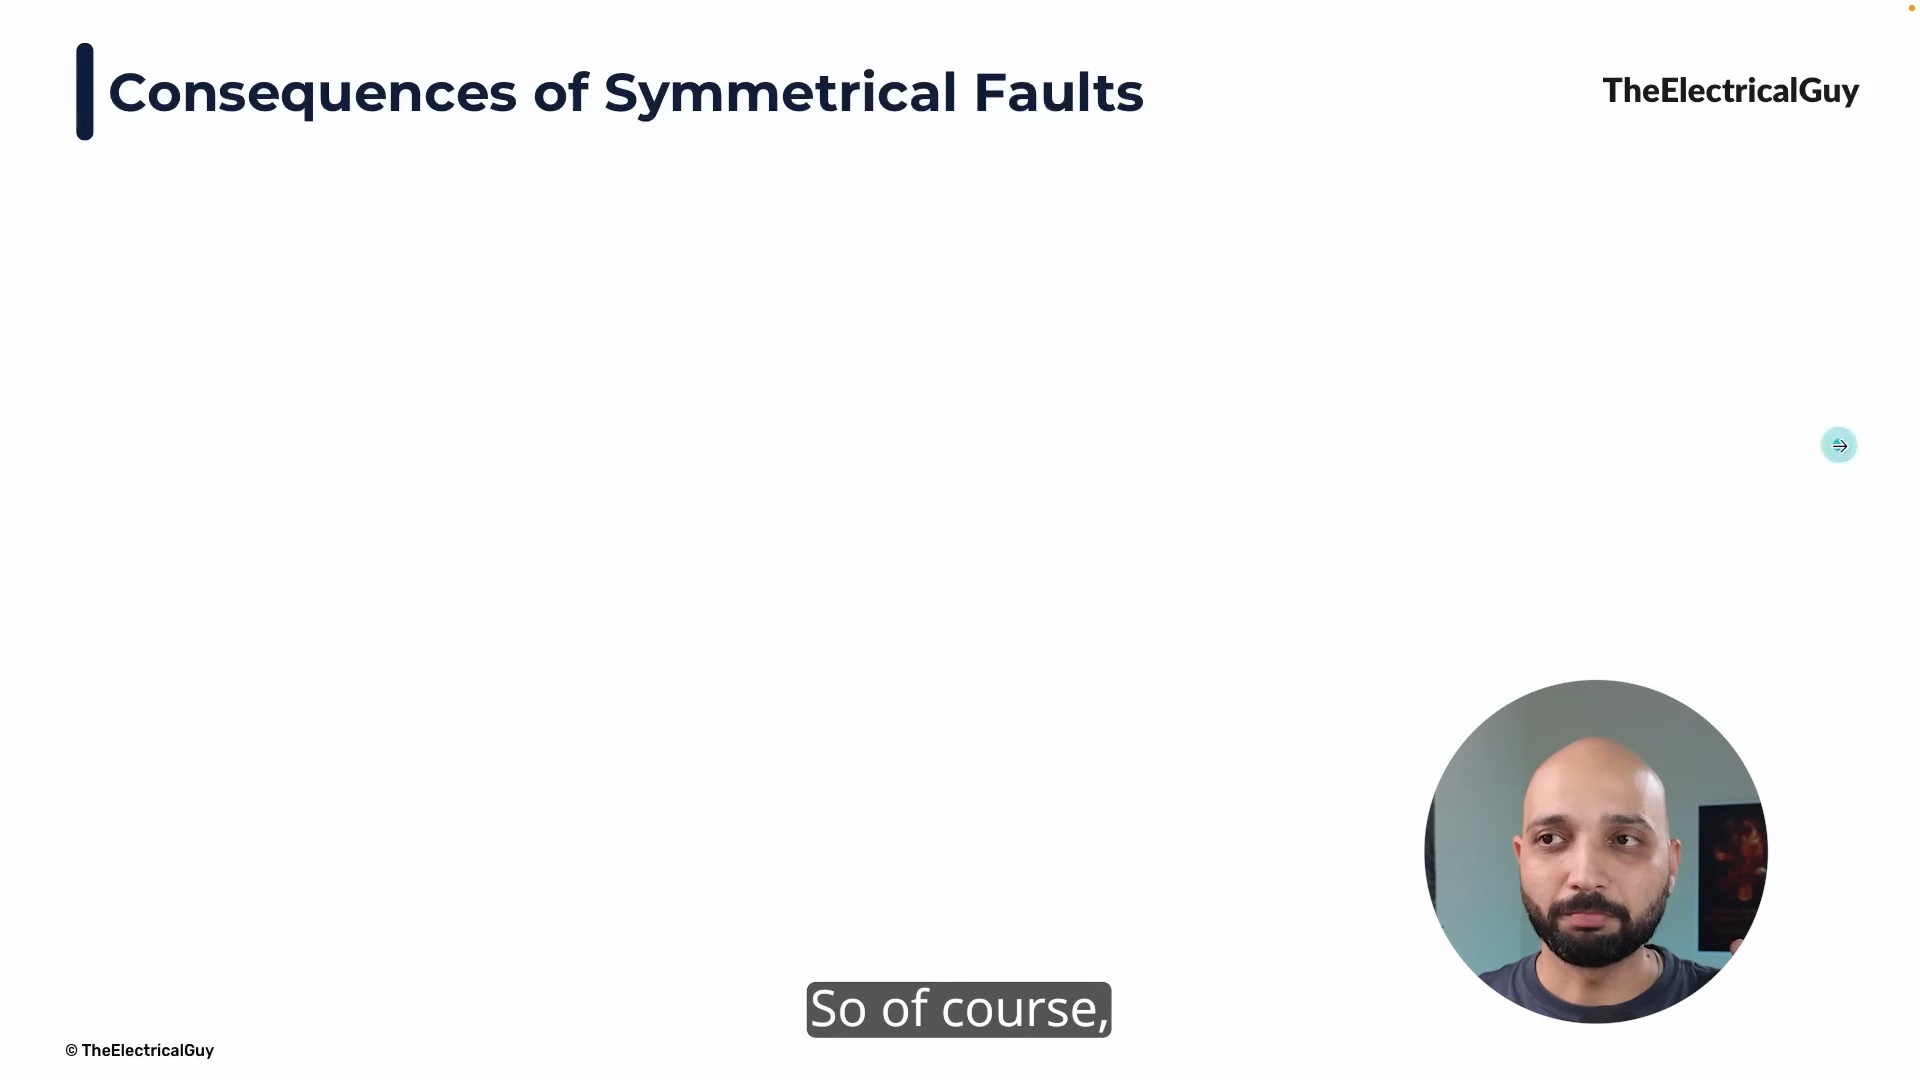 Consequences of Symmetrical Faults
TheElectricalGuy
So of course,
© TheElectricalGuy